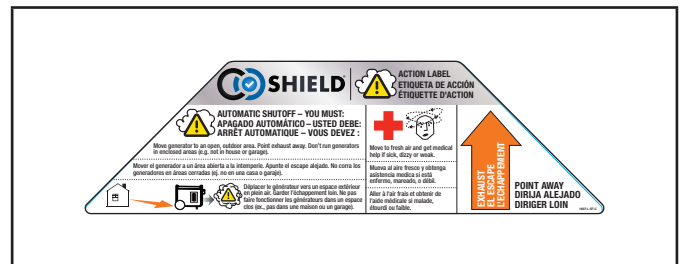 CO SHIELD
ACTION LABEL
ETIQUETA DE ACCIÓN
ÉTIQUETTE D'ACTION
AUTOMATIC SHUTOFF – YOU MUST:
APAGADO AUTOMÁTICO – USTED DEBE:
ARRÊT AUTOMATIQUE – VOUS DEVEZ :
Move generator to an open, outdoor area. Point exhaust away. Don't run generators
in enclosed areas (e.g. not in house or garage).
Mover el generador a un área abierta a la intemperie. Apunte el escape alejado. No corra los
generadores en áreas cerradas (ej. no en una casa o garaje).
Déplacer le générateur vers un espace extérieur
en plein air. Garder l'échappement loin. Ne pas
faire fonctionner les générateurs dans un espace
clos (ex., pas dans une maison ou un garage).
Move to fresh air and get medical
help if sick, dizzy or weak.
Mueva al aire fresco y obtenga
asistencia medica si está
enfermo, mareado, o débil.
Aller à l'air frais et obtenir de
l'aide médicale si malade,
étourdi ou faible.
EXHAUST
EL ESCAPE
L'ÉCHAPPEMENT
POINT AWAY
DIRIJA ALEJADO
DIRIGER LOIN